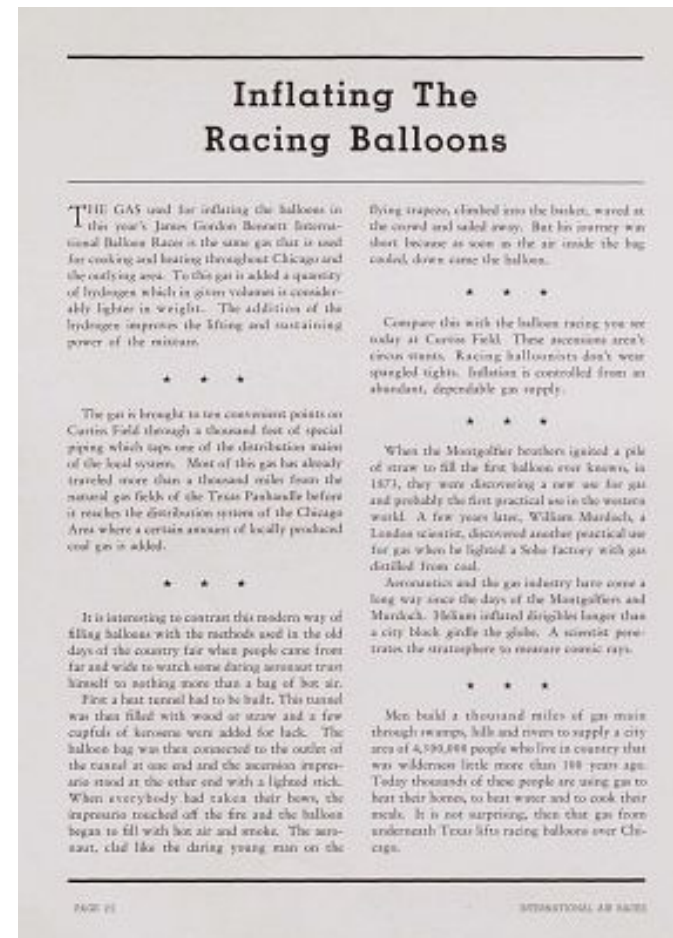 Inflating The
Racing Balloons
THE GAS used for inflating the balloons in
this year's James Gordon Bennett Interna-
tional Balloon Races is the same gas that is used
for cooking and heating throughout Chicago and
the outlying area. To this gas is added a quantity
of hydrogen which in given volumes is consider-
ably lighter in weight. The addition of the
hydrogen improves the lifting and sustaining
power of the mixture.
★ ★ ★
The gas is brought to ten convenient points on
Curtiss Field through a thousand feet of special
piping which taps one of the distribution mains
of the local system. Most of this gas has already
traveled more than a thousand miles from the
natural gas fields of the Texas Panhandle before
it reaches the distribution system of the Chicago
Area where a certain amount of locally produced
coal gas is added.
★ ★ ★
It is interesting to contrast this modern way of
filling balloons with the methods used in the old
days of the country fair when people came from
far and wide to watch some daring aeronaut trust
himself to nothing more than a bag of hot air.
First a heat tunnel had to be built. This tunnel
was then filled with wood or straw and a few
cupfuls of kerosene were added for luck. The
balloon bag was then connected to the outlet of
the tunnel at one end and the ascension impres-
ario stood at the other end with a lighted stick.
When everybody had taken their bows, the
impresario touched off the fire and the balloon
began to fill with hot air and smoke. The aero-
naut, clad like the daring young man on the
flying trapeze, climbed into the basket, waved at
the crowd and sailed away. But his journey was
short because as soon as the air inside the bag
cooled, down came the balloon.
★ ★ ★
Compare this with the balloon racing you see
today at Curtiss Field. These ascensions aren't
circus stunts. Racing balloonists don't wear
spangled tights. Inflation is controlled from an
abundant, dependable gas supply.
★ ★ ★
When the Montgolfier brothers ignited a pile
of straw to fill the first balloon ever known, in
1873, they were discovering a new use for gas
and probably the first practical use in the western
world. A few years later, William Murdoch, a
London scientist, discovered another practical use
for gas when he lighted a Soho factory with gas
distilled from coal.
Aeronautics and the gas industry have come a
long way since the days of the Montgolfiers and
Murdoch. Helium inflated dirigibles longer than
a city block girdle the globe. A scientist pene-
trates the stratosphere to measure cosmic rays.
★ ★ ★
Men build a thousand miles of gas main
through swamps, hills and rivers to supply a city
area of people who live in country that
was wilderness little more than 100 years ago.
Today thousands of these people are using gas to
heat their homes, to heat water and to cook their
meals. It is not surprising, then that gas from
underneath Texas lifts racing balloons over Chi-
cago.
PAGE
INTERNATIONAL AIR RACES